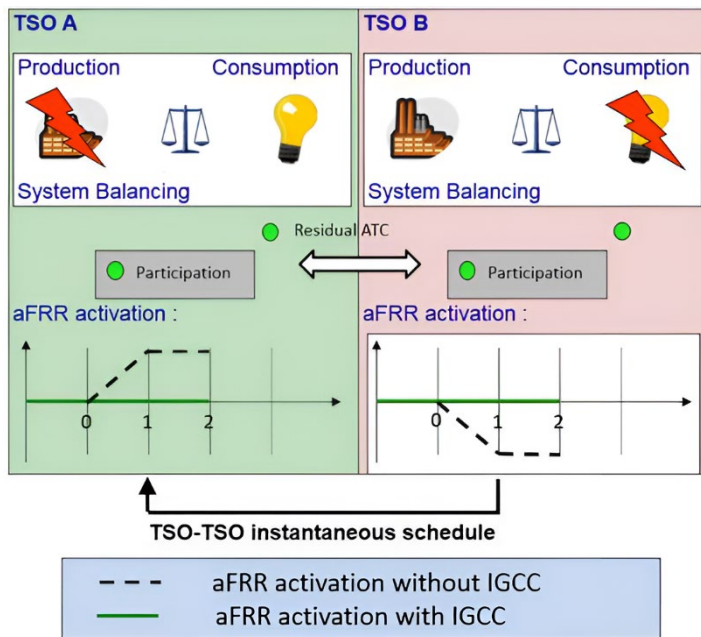 TSO A
TSO B
Production
Consumption
Production
Consumption
System Balancing
System Balancing
Residual ATC
Participation
Participation
aFRR activation :
aFRR activation :
0 1 2
0 1 2
TSO-TSO instantaneous schedule
aFRR activation without IGCC
aFRR activation with IGCC